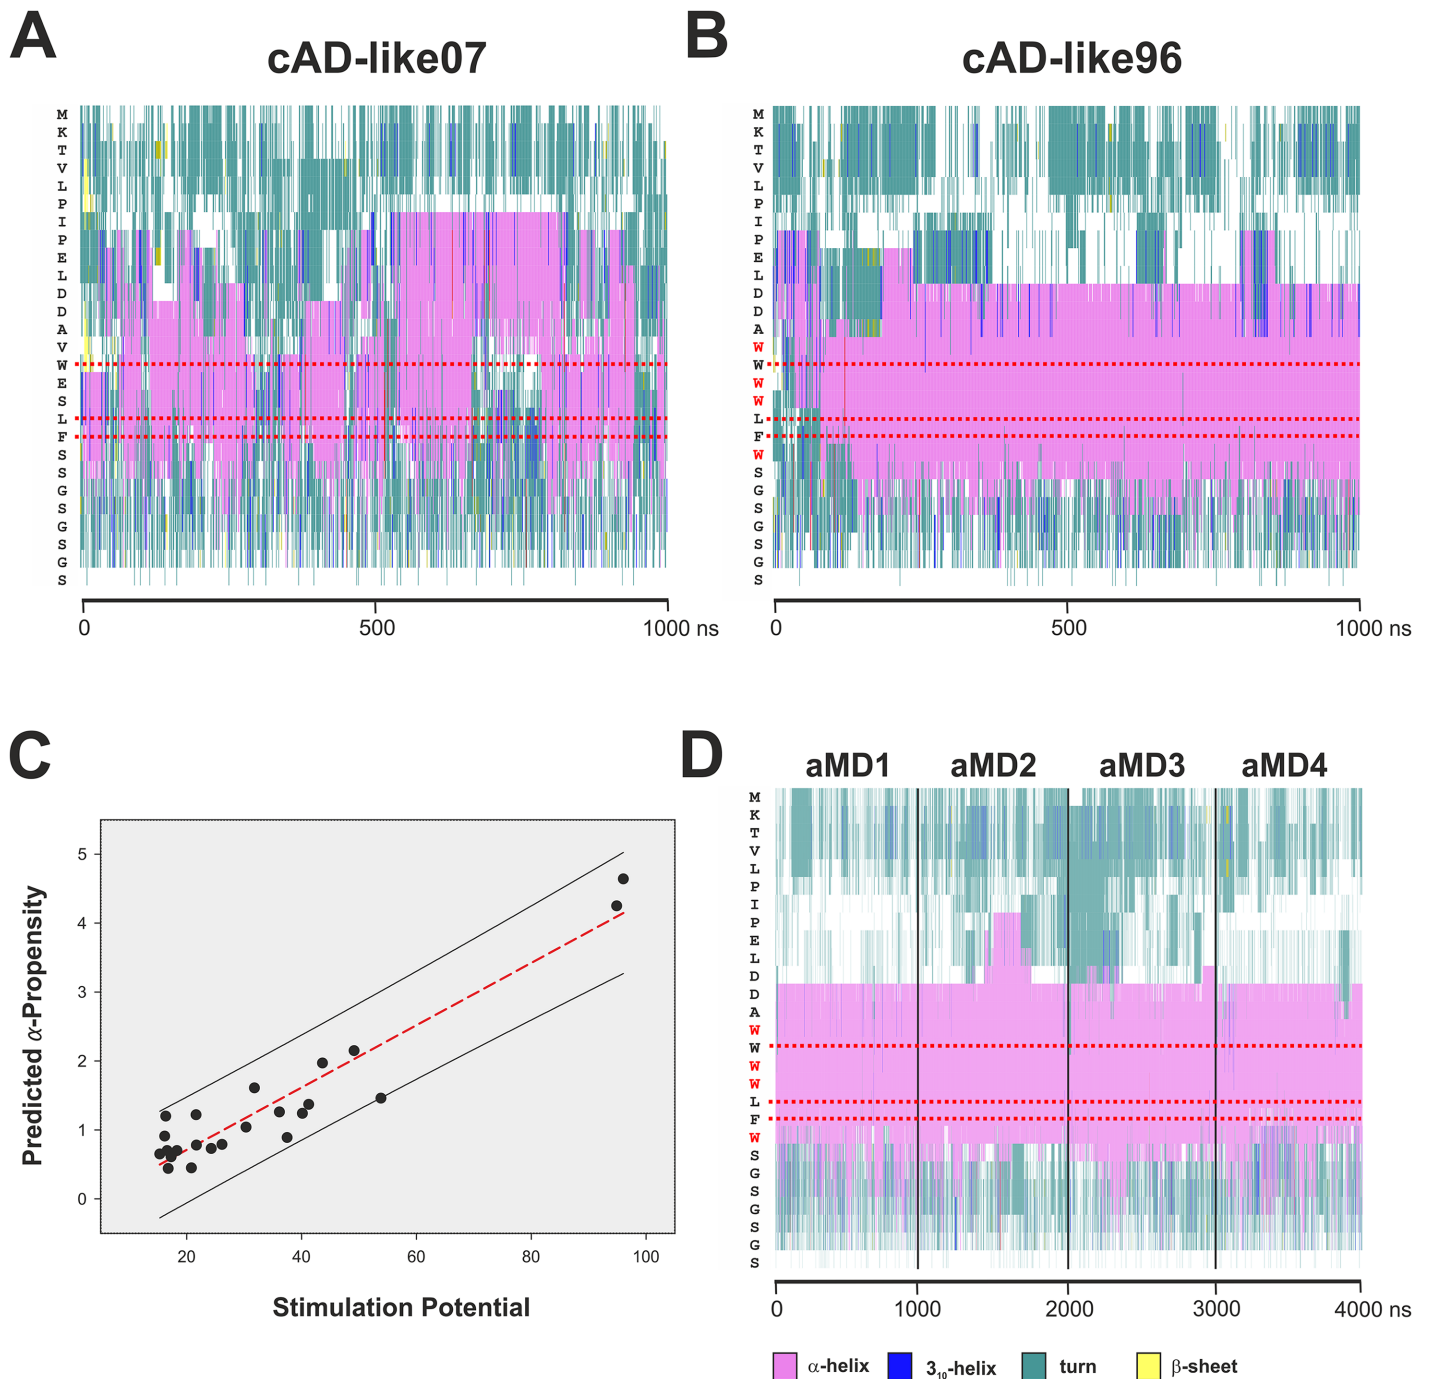 A
cAD-like07
M
K
T
V
L
P
I
P
E
L
D
D
A
V
W
E
S
L
F
S
S
G
S
G
S
G
S
0
500
1000 ns
B
cAD-like96
M
K
T
V
L
P
I
P
E
L
D
D
A
W
W
W
W
L
F
W
S
G
S
G
S
G
S
0
500
1000 ns
C
5
4
3
2
1
0
Predicted α-Propensity
20
40
60
80
100
Stimulation Potential
D
aMD1
aMD2
aMD3
aMD4
M
K
T
V
L
P
I
P
E
L
D
D
A
W
W
W
W
L
F
W
S
G
S
G
S
G
S
0
1000
2000
3000
4000 ns
α-helix
3₁₀-helix
turn
β-sheet